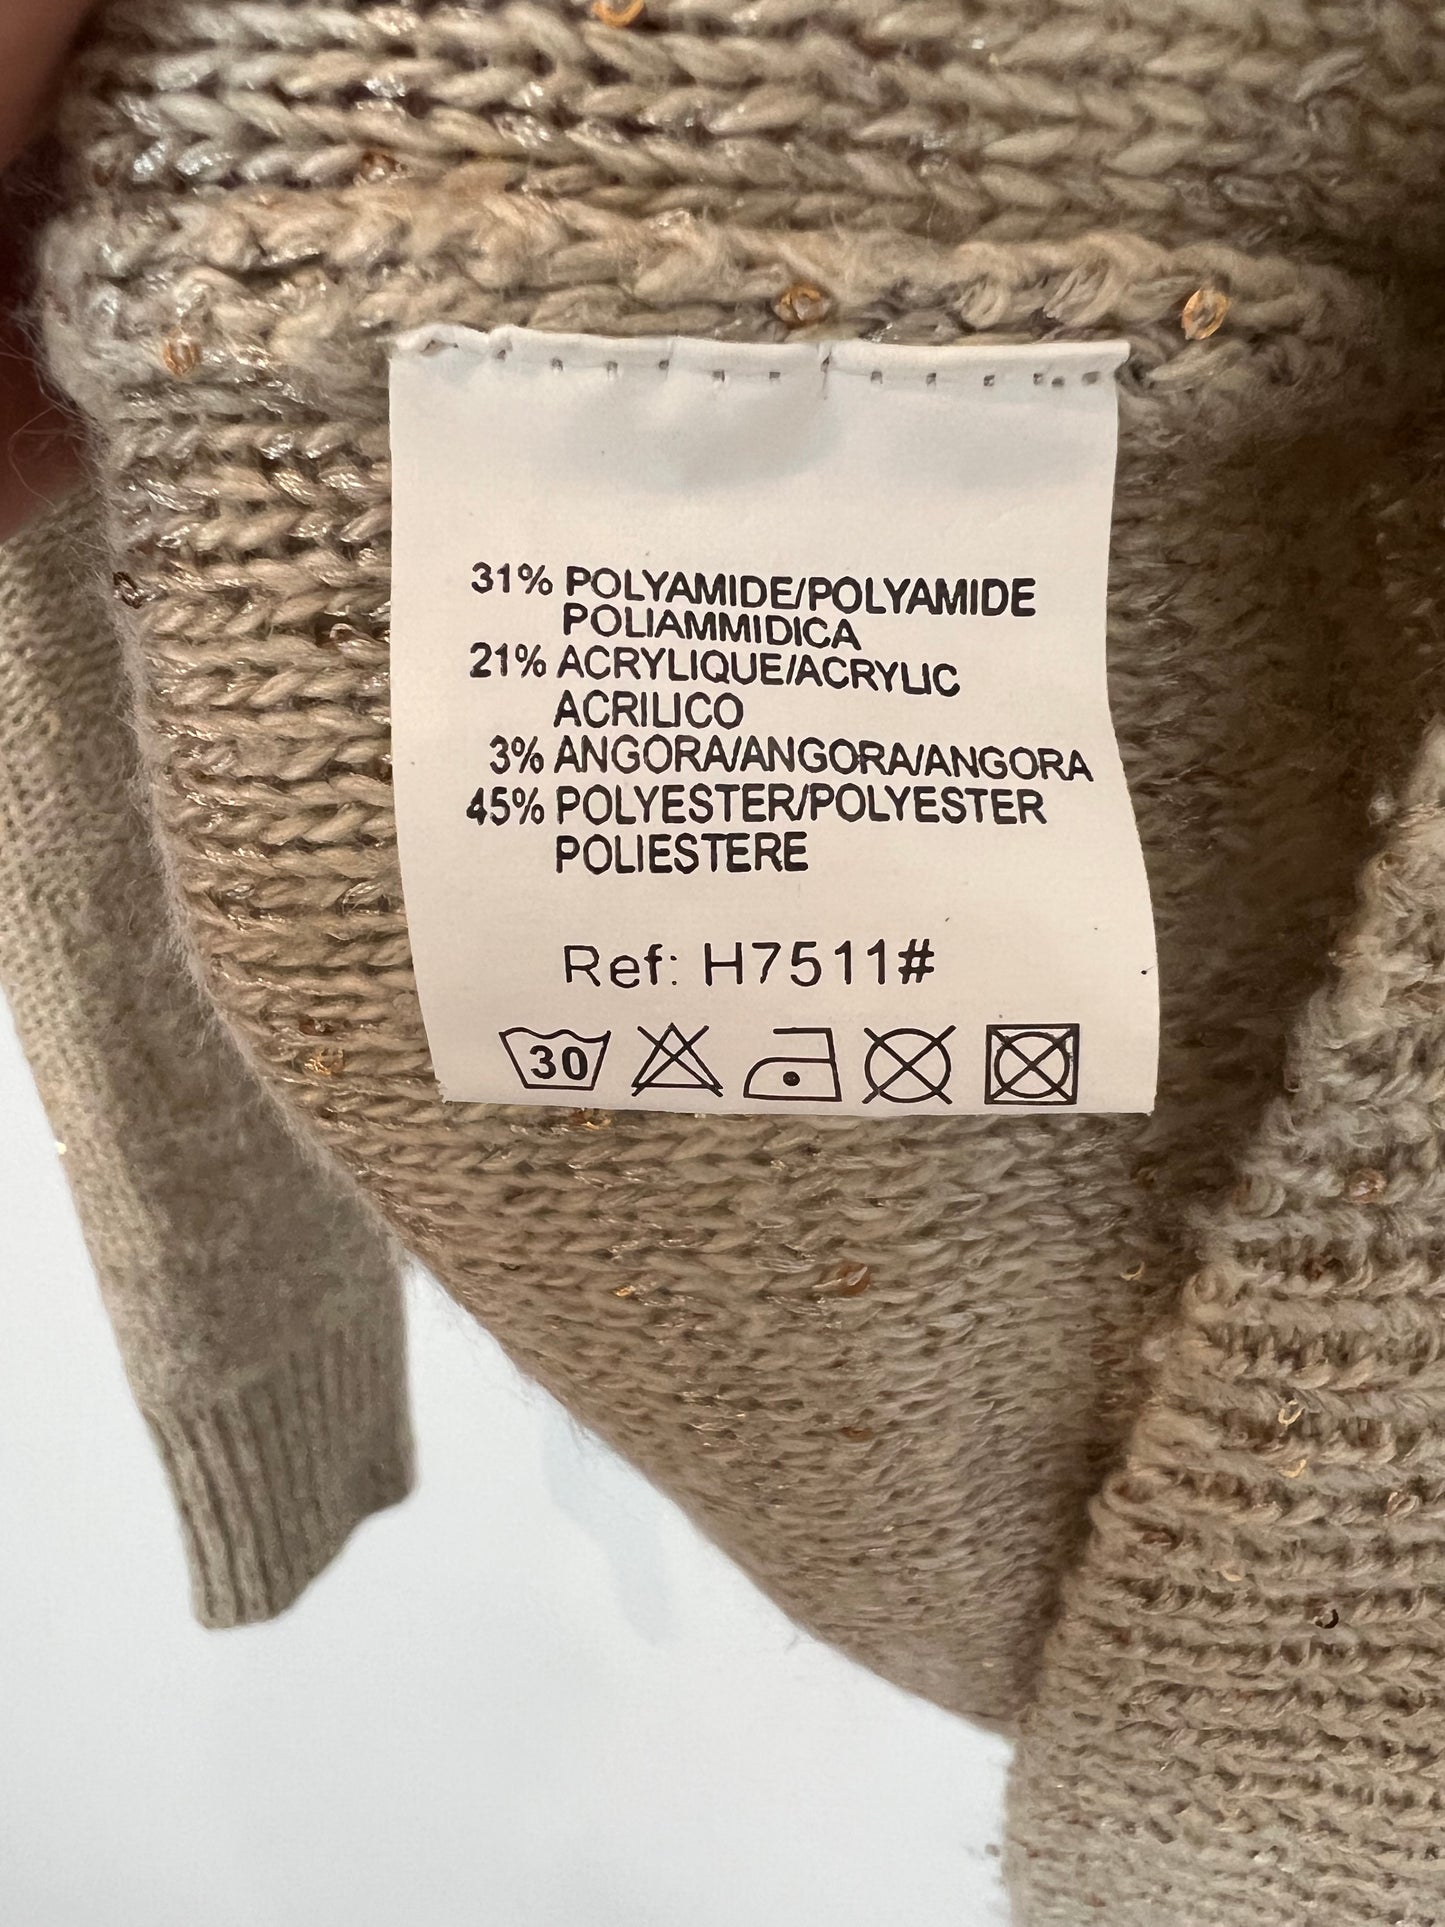 31% POLYAMIDE/POLYAMIDE
POLIAMMIDICA
21% ACRYLIQUE/ACRYLIC
ACRILICO
3% ANGORA/ANGORA/ANGORA
45% POLYESTER/POLYESTER
POLIESTERE
Ref: H7511#
30